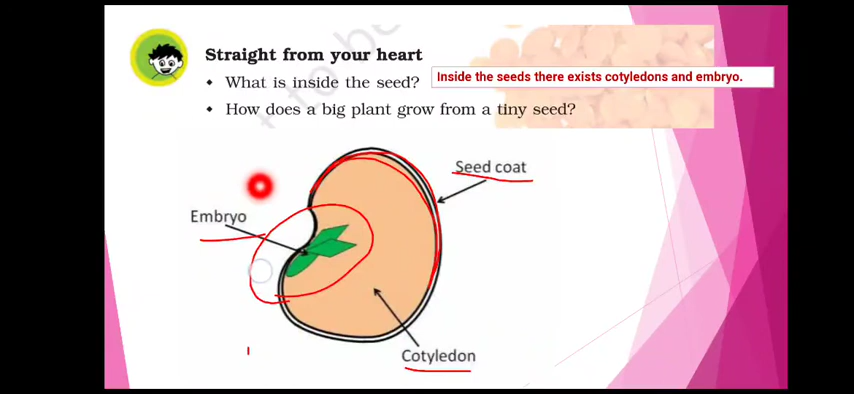 Straight from your heart
• What is inside the seed?
Inside the seeds there exists cotyledons and embryo.
• How does a big plant grow from a tiny seed?
Seed coat
Embryo
Cotyledon